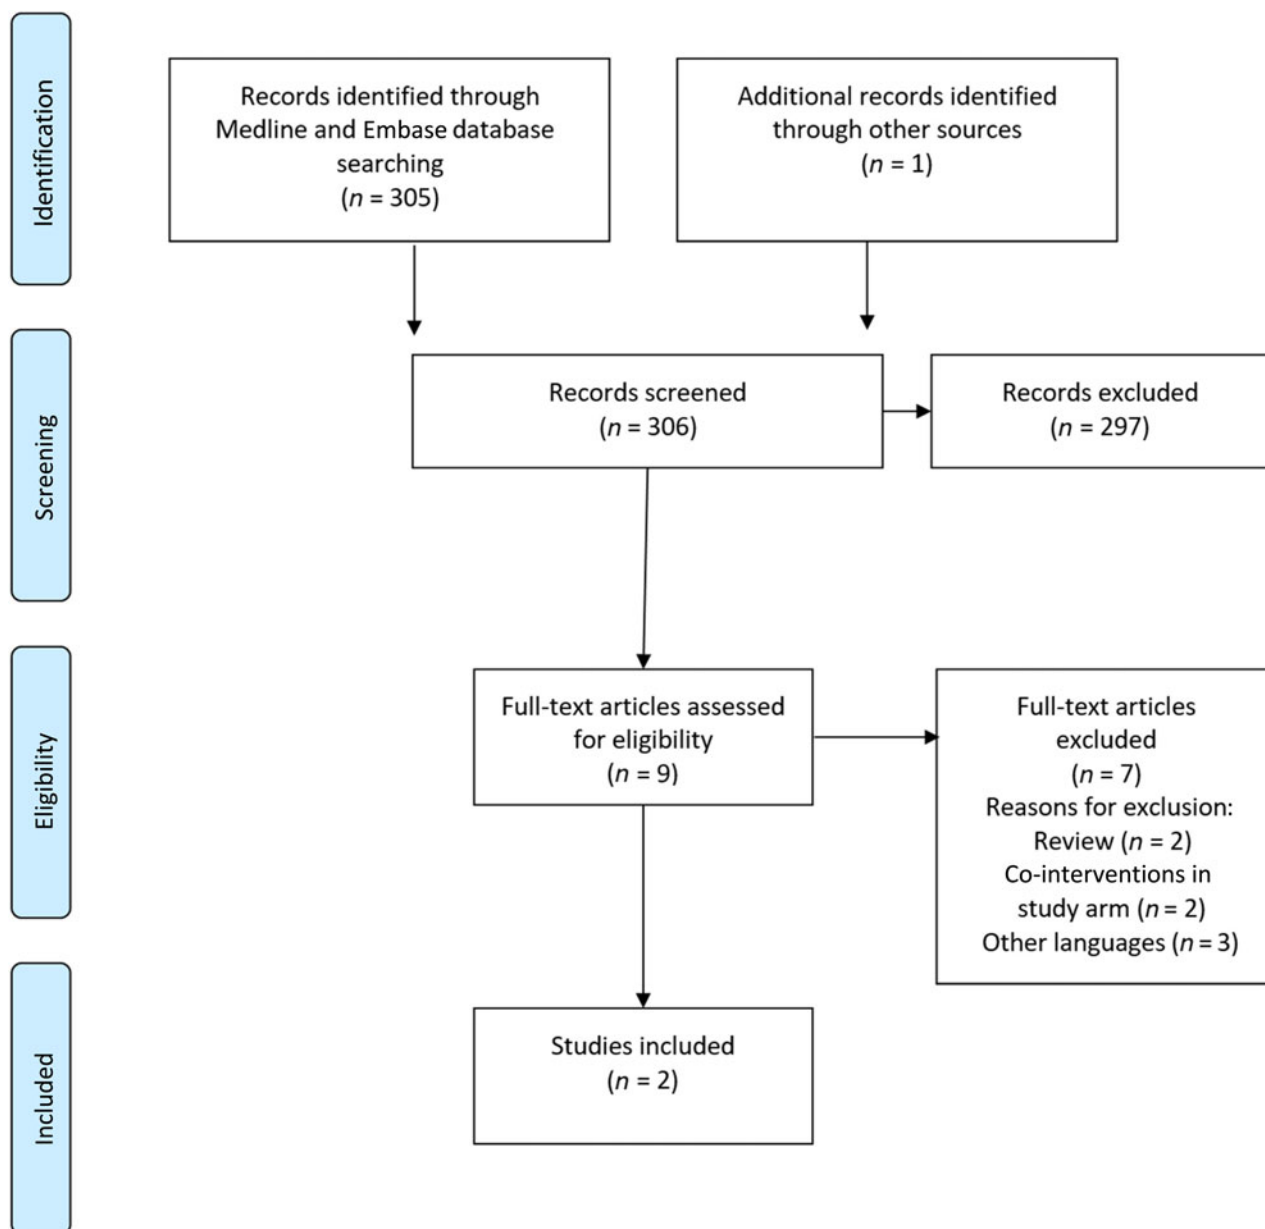 Identification
Records identified through
Medline and Embase database
searching
(n = 305)
Additional records identified
through other sources
(n = 1)
Screening
Records screened
(n = 306)
Records excluded
(n = 297)
Eligibility
Full-text articles assessed
for eligibility
(n = 9)
Full-text articles
excluded
(n = 7)
Reasons for exclusion:
Review (n = 2)
Co-interventions in
study arm (n = 2)
Other languages (n = 3)
Included
Studies included
(n = 2)